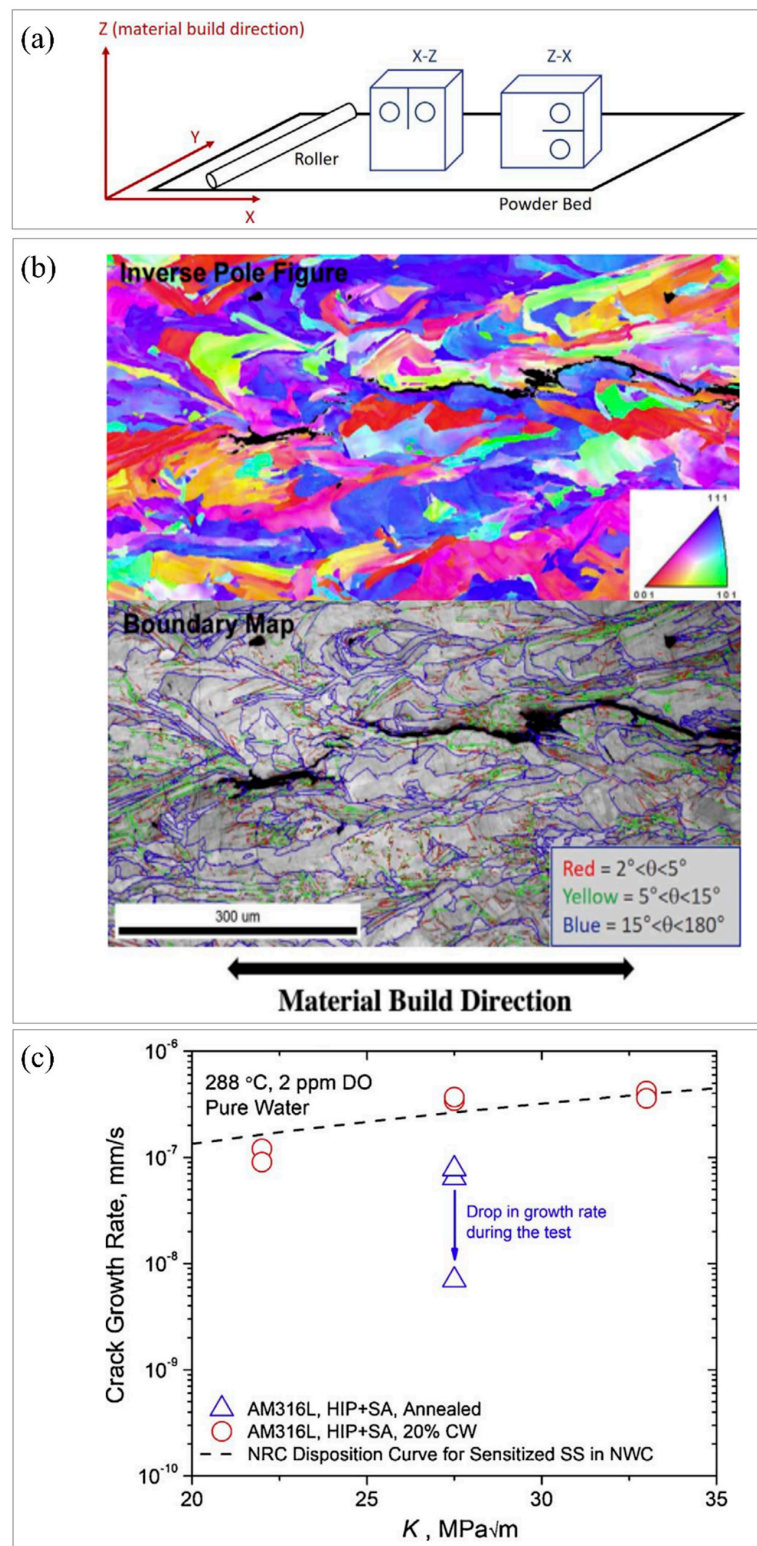 (a)
Z (material build direction)
X-Z
Z-X
Y
Roller
X
Powder Bed
(b)
Inverse Pole Figure
111
001
101
Boundary Map
Red = 2°<θ<5°
Yellow = 5°<θ<15°
Blue = 15°<θ<180°
300 um
Material Build Direction
(c)
10⁻⁶
288 °C, 2 ppm DO
Pure Water
10⁻⁷
Drop in growth rate
during the test
10⁻⁸
Crack Growth Rate, mm/s
10⁻⁹
AM316L, HIP+SA, Annealed
AM316L, HIP+SA, 20% CW
NRC Disposition Curve for Sensitized SS in NWC
10⁻¹⁰
20 25 30 35
K , MPa√m